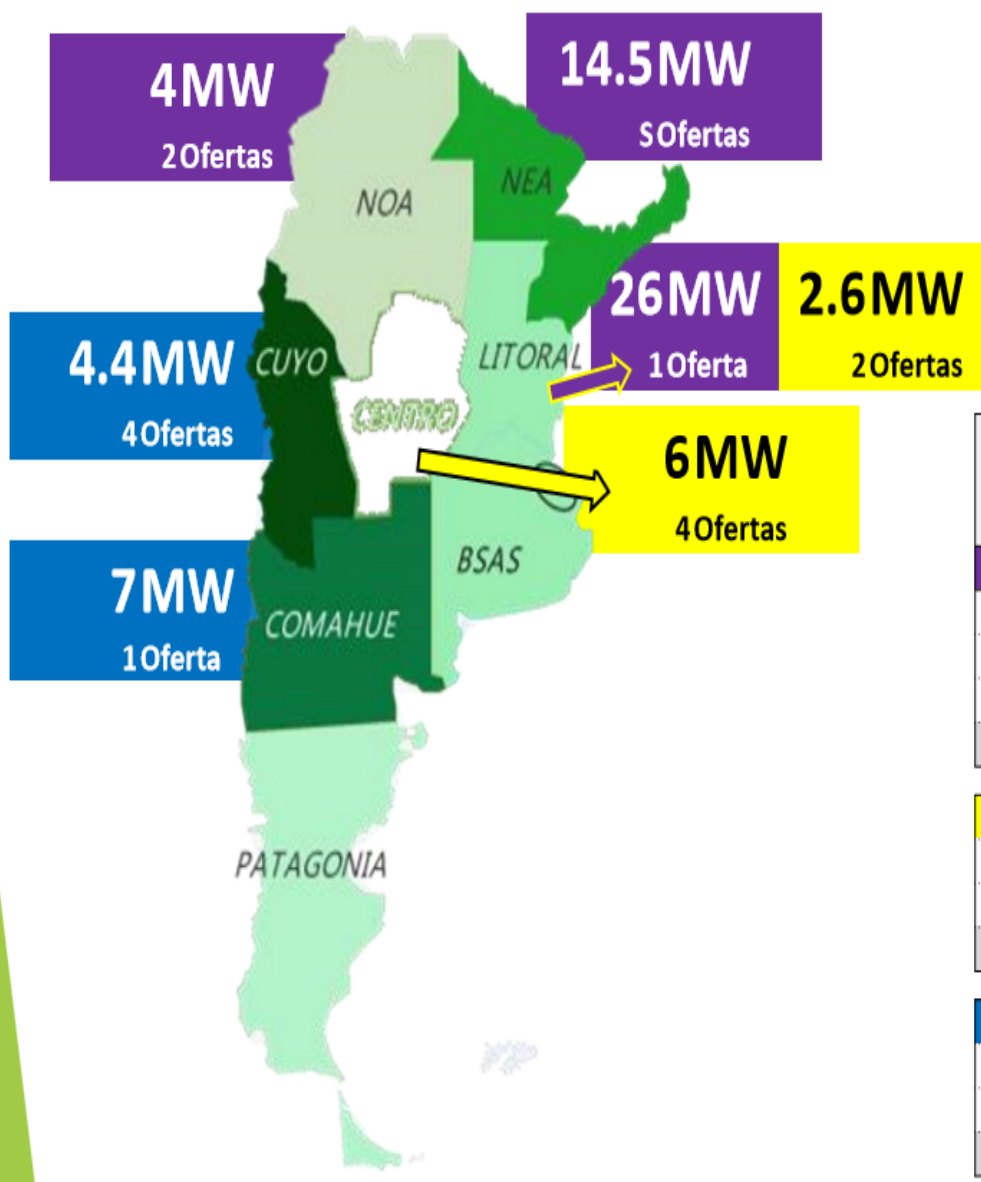 4MW
2 Ofertas
14.5MW
S Ofertas
NOA
NEA
26MW
1 Oferta
2.6MW
2 Ofertas
4.4MW
4 Ofertas
CUYO
LITORAL
CENTRO
6MW
4 Ofertas
7MW
1 Oferta
BSAS
COMAHUE
PATAGONIA